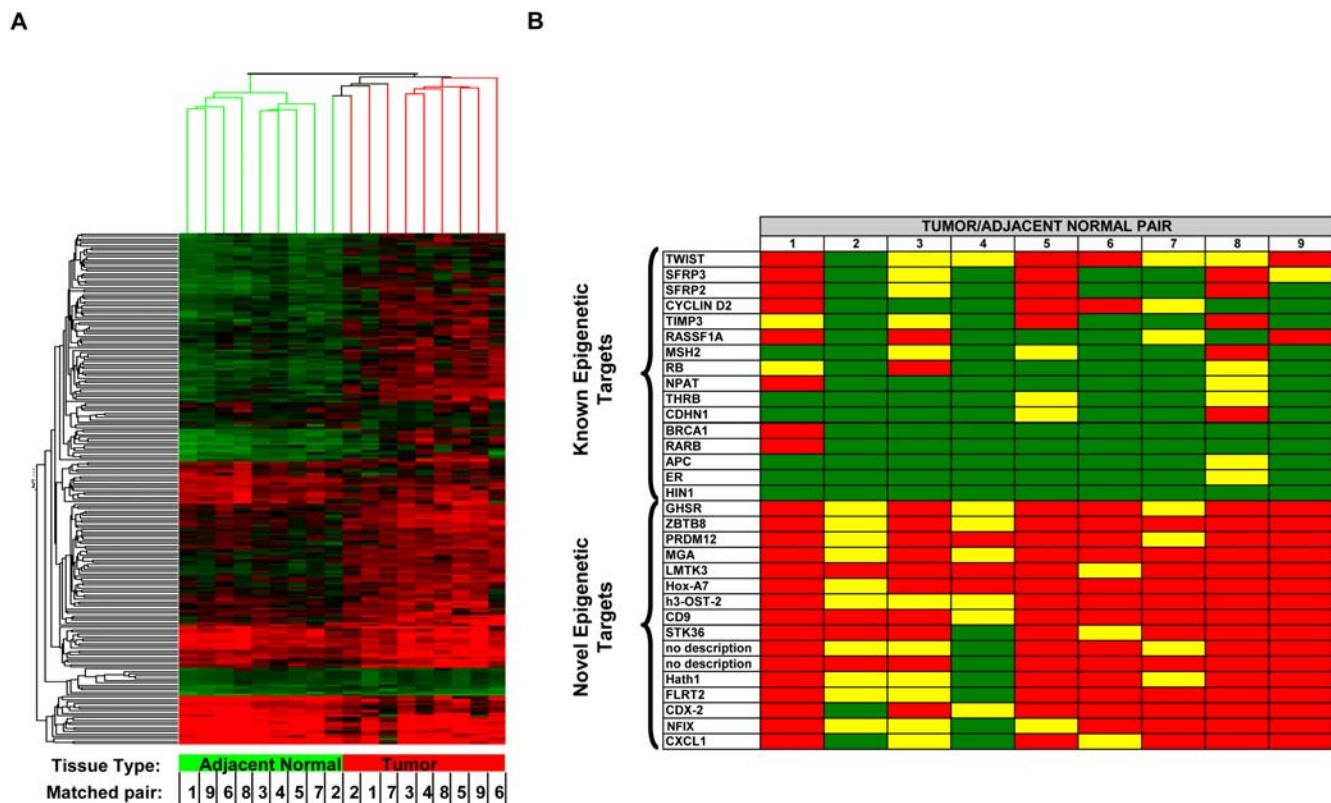 A
B
TUMOR/ADJACENT NORMAL PAIR
1 2 3 4 5 6 7 8 9
Known Epigenetic
Targets
TWIST
SFRP3
SFRP2
CYCLIN D2
TIMP3
RASSF1A
MSH2
RB
NPAT
THRB
CDHN1
BRCA1
RARB
APC
ER
HIN1
Novel Epigenetic
Targets
GHSR
ZBTB8
PRDM12
MGA
LMTK3
Hox-A7
h3-OST-2
CD9
STK36
no description
no description
Hath1
FLRT2
CDX-2
NFIX
CXCL1
Tissue Type: Adjacent Normal Tumor
Matched pair: 1 9 6 8 3 4 5 7 2 2 1 7 3 4 8 5 9 6